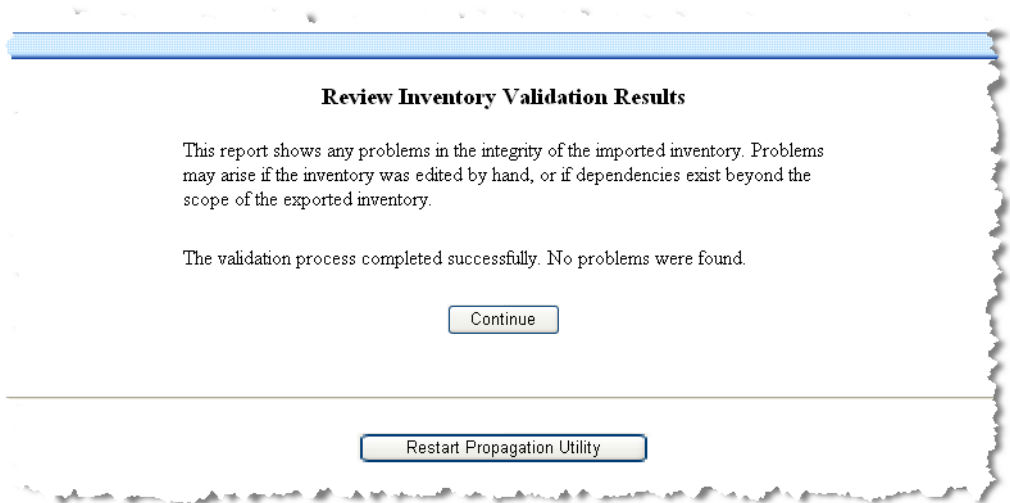 Review Inventory Validation Results
This report shows any problems in the integrity of the imported inventory. Problems
may arise if the inventory was edited by hand, or if dependencies exist beyond the
scope of the exported inventory.
The validation process completed successfully. No problems were found.
Continue
Restart Propagation Utility